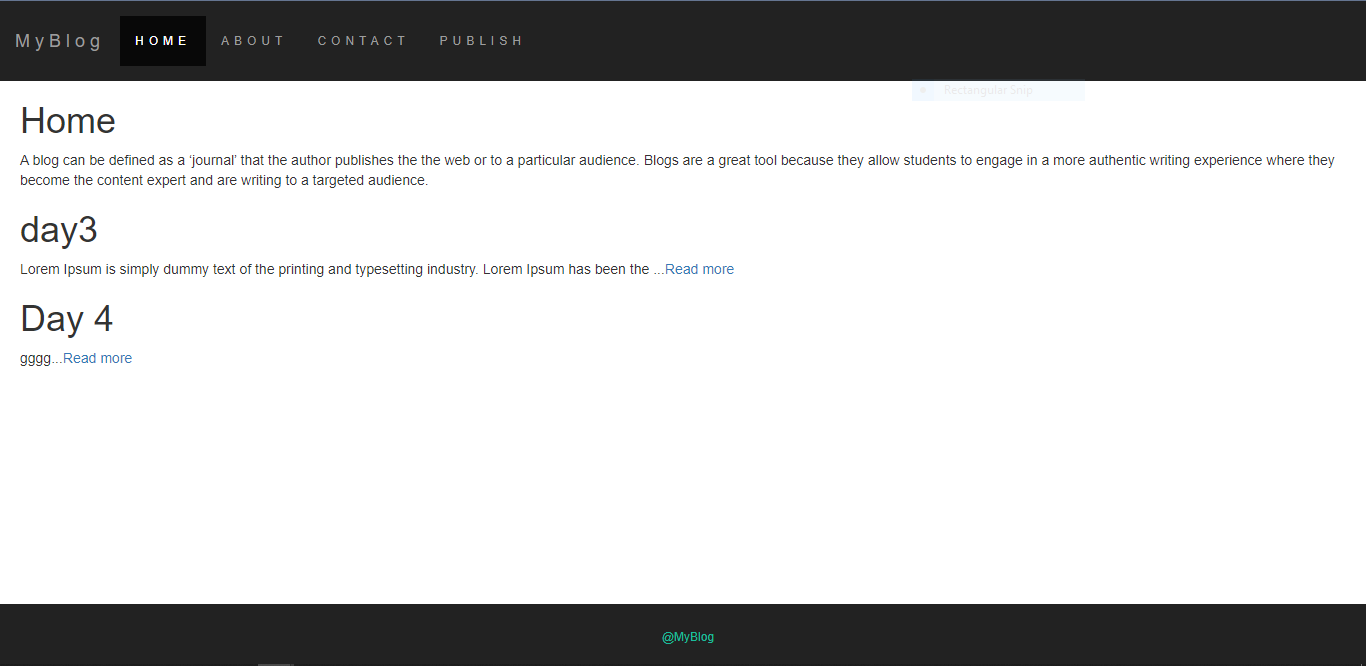 MyBlog HOME ABOUT CONTACT PUBLISH
Rectangular Snip
Home
A blog can be defined as a ‘journal’ that the author publishes the the web or to a particular audience. Blogs are a great tool because they allow students to engage in a more authentic writing experience where they
become the content expert and are writing to a targeted audience.
day3
Lorem Ipsum is simply dummy text of the printing and typesetting industry. Lorem Ipsum has been the ...Read more
Day 4
gggg...Read more
@MyBlog